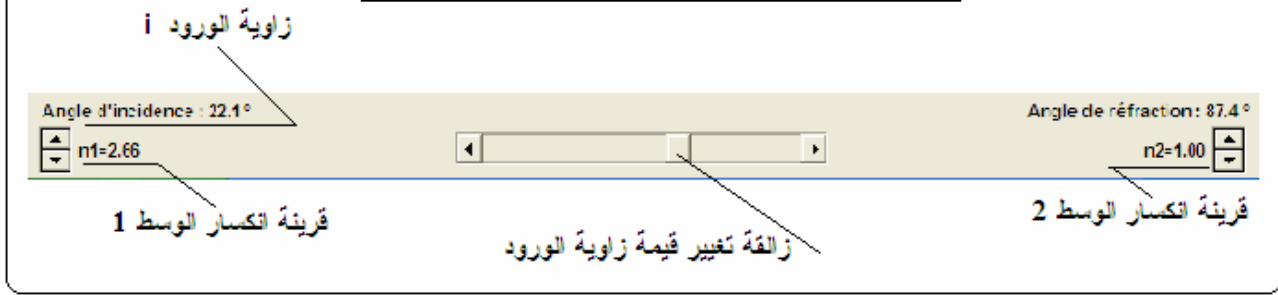 زاوية الورود i
Angle d'incidence : 22.1 °
Angle de réfraction : 87.4 °
n1=2.66
n2=1.00
قرينة انكسار الوسط 1
زالقة تغيير قيمة زاوية الورود
قرينة انكسار الوسط 2